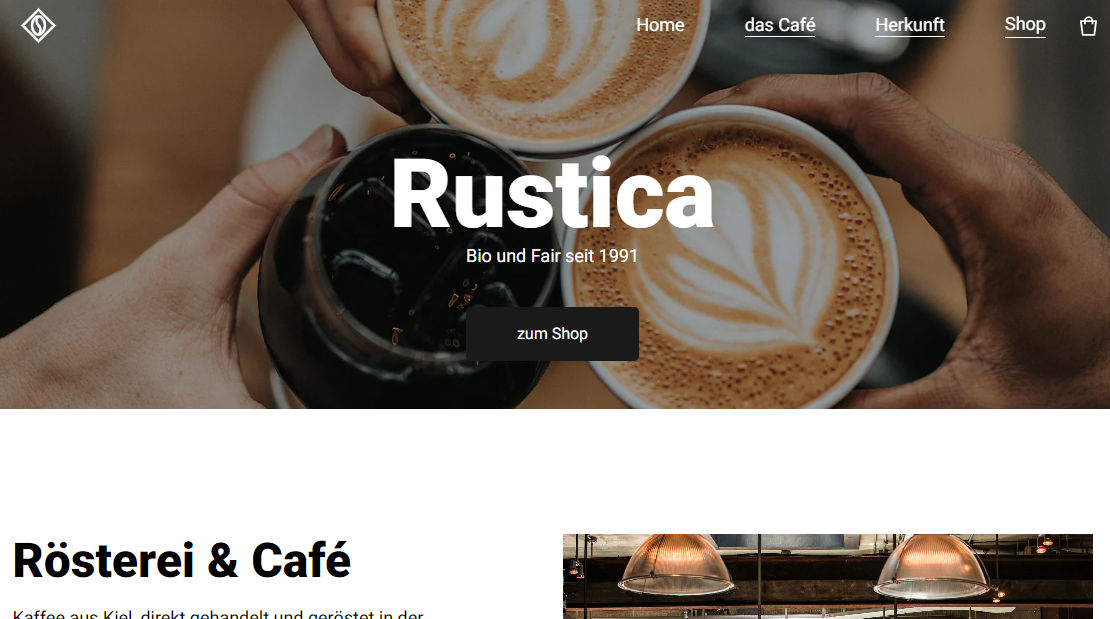 Home das Café Herkunft Shop
Rustica
Bio und Fair seit 1991
zum Shop
Rösterei & Café
Kaffee aus Kiel, direkt gehandelt und geröstet in der